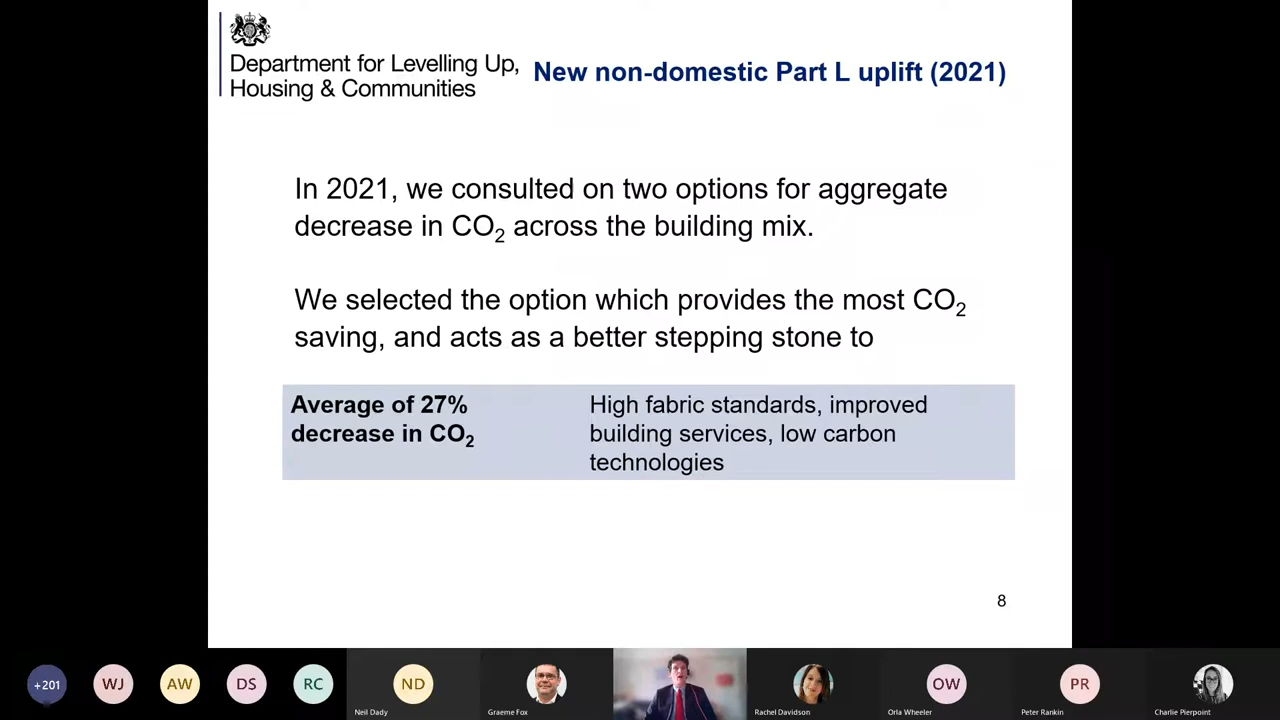 Department for Levelling Up,
Housing & Communities
New non-domestic Part L uplift (2021)
In 2021, we consulted on two options for aggregate
decrease in CO₂ across the building mix.
We selected the option which provides the most CO₂
saving, and acts as a better stepping stone to
Average of 27%
decrease in CO₂
High fabric standards, improved
building services, low carbon
technologies
8
+201
WJ
AW
DS
RC
ND
OW
PR
Neil Dady
Graeme Fox
Rachel Davidson
Orla Wheeler
Peter Rankin
Charlie Pierpoint